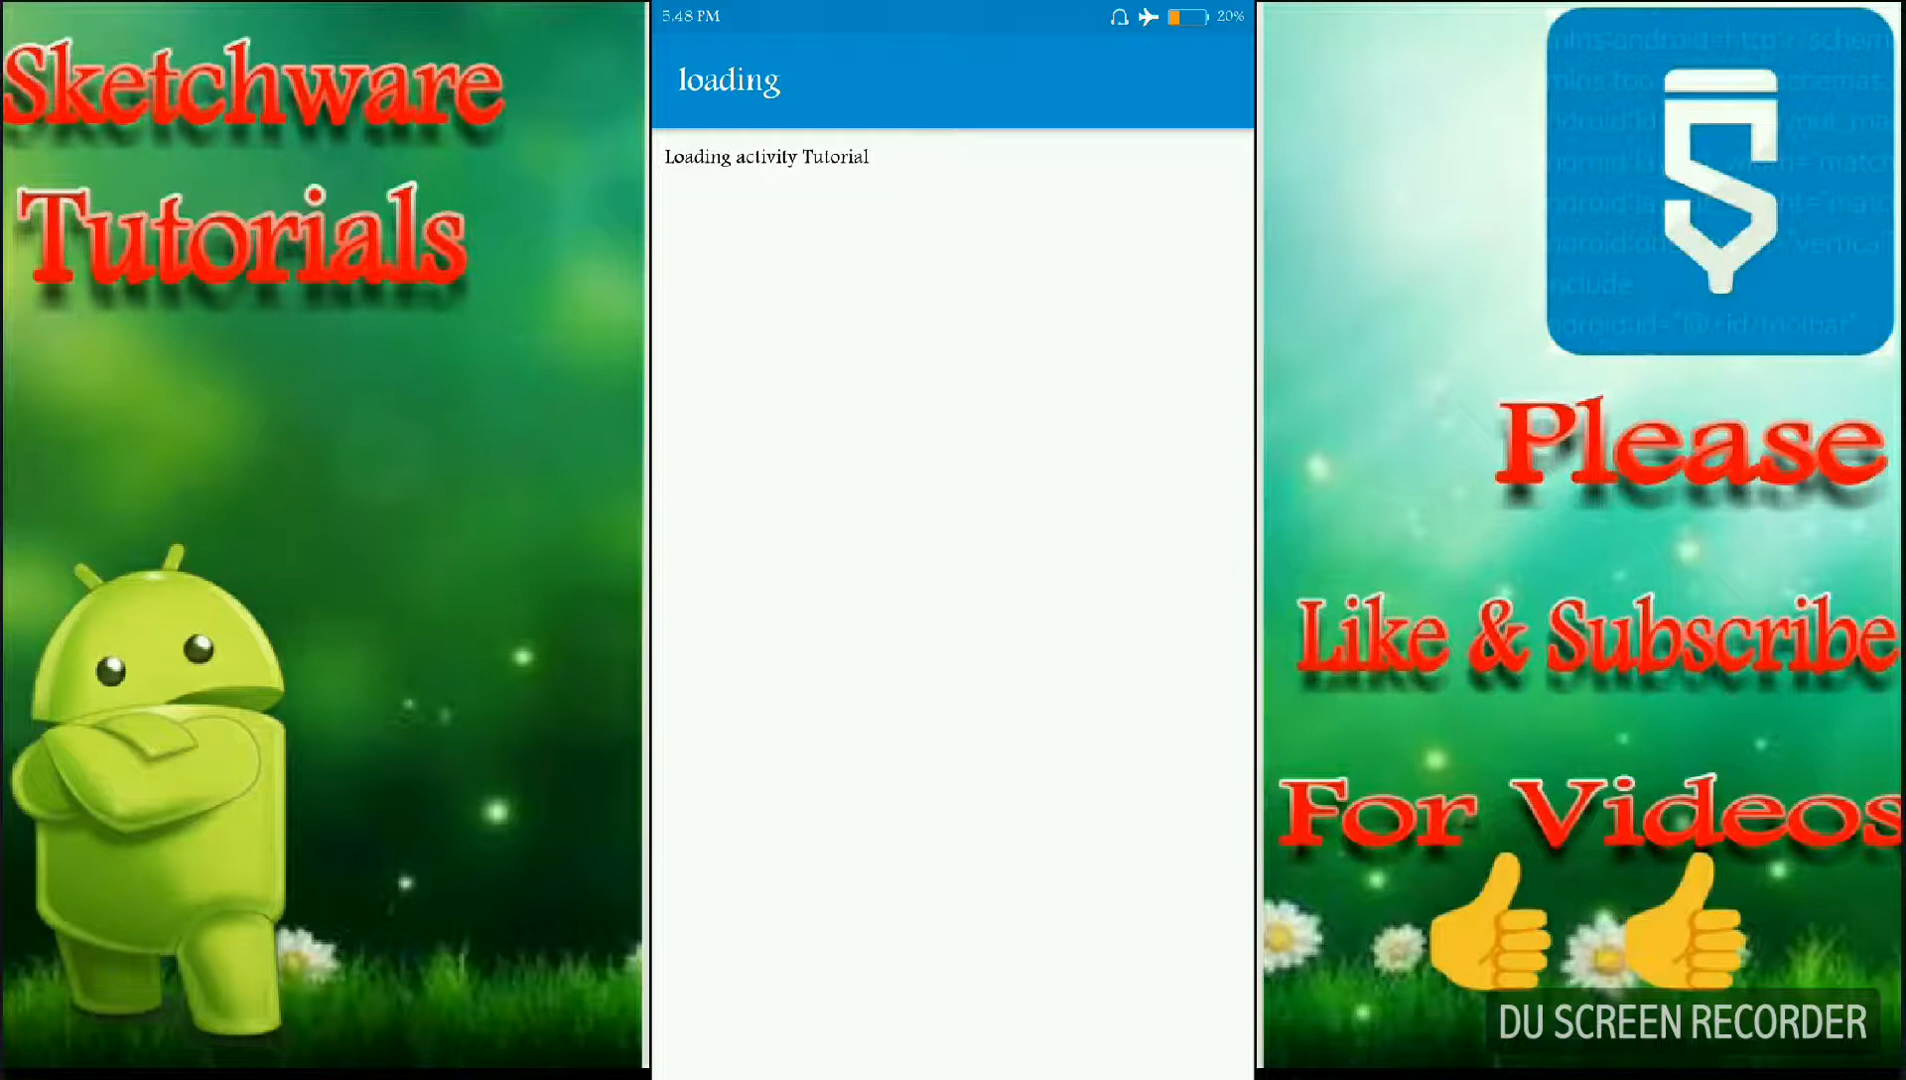 Sketchware
Tutorials
5.48 PM
20%
loading
Loading activity Tutorial
Please
Like & Subscribe
For Videos
DU SCREEN RECORDER